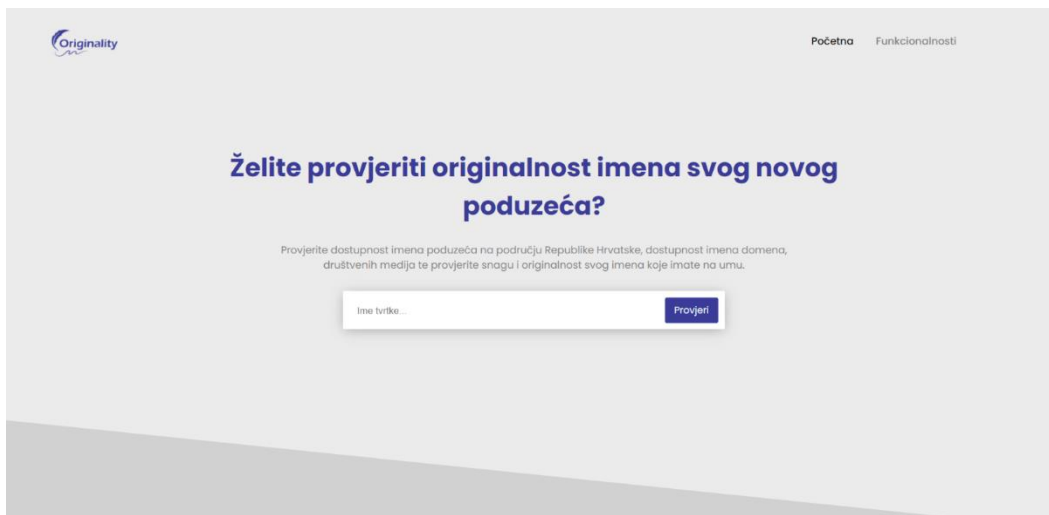 Originality
Početna Funkcionalnosti
Želite provjeriti originalnost imena svog novog
poduzeća?
Provjerite dostupnost imena poduzeća na području Republike Hrvatske, dostupnost imena domena,
društvenih medija te provjerite snagu i originalnost svog imena koje imate na umu.
Ime tvrtke...
Provjeri